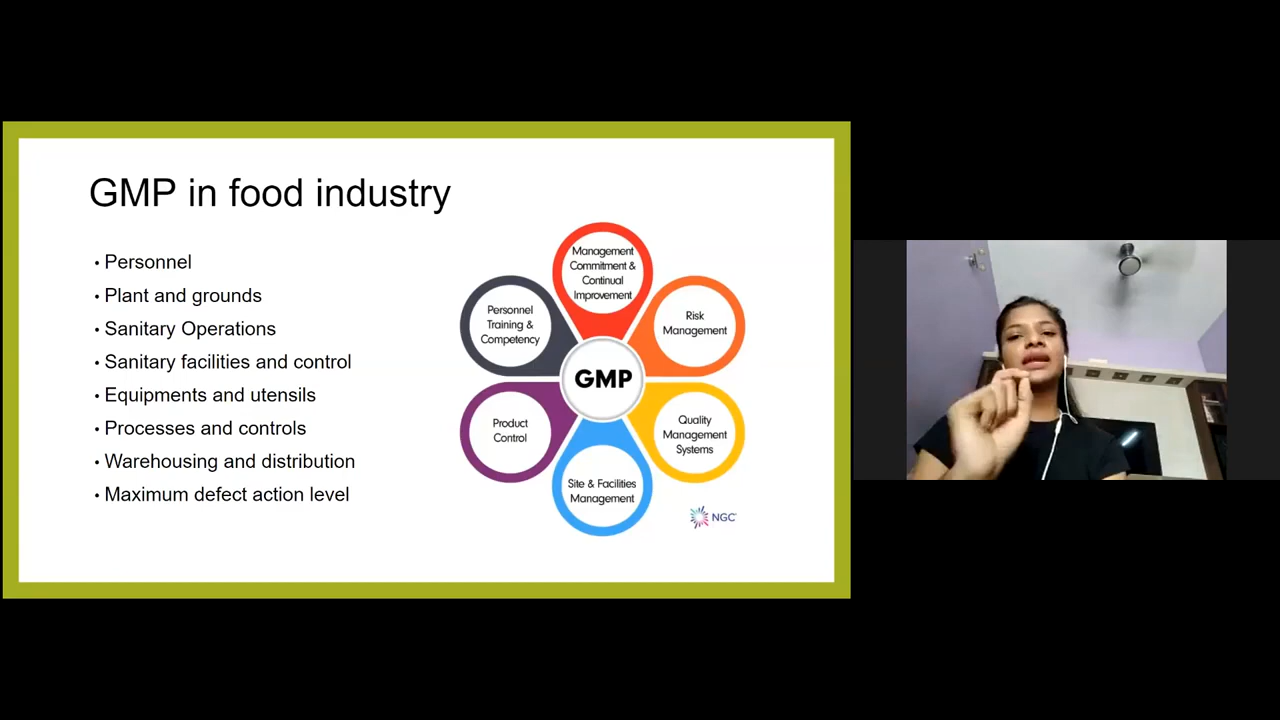 GMP in food industry
• Personnel
• Plant and grounds
• Sanitary Operations
• Sanitary facilities and control
• Equipments and utensils
• Processes and controls
• Warehousing and distribution
• Maximum defect action level
Management
Commitment &
Continual
Improvement
Personnel
Training &
Competency
Risk
Management
GMP
Product
Control
Quality
Management
Systems
Site & Facilities
Management
NGC